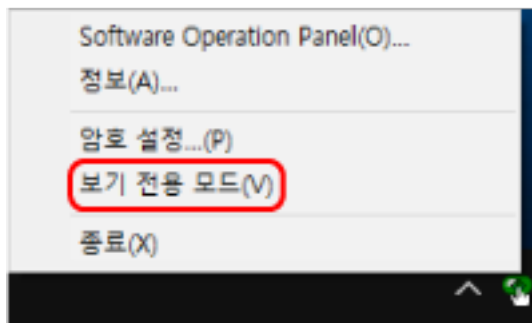 Software Operation Panel(O)...
정보(A)...
암호 설정...(P)
보기 전용 모드(V)
종료(X)